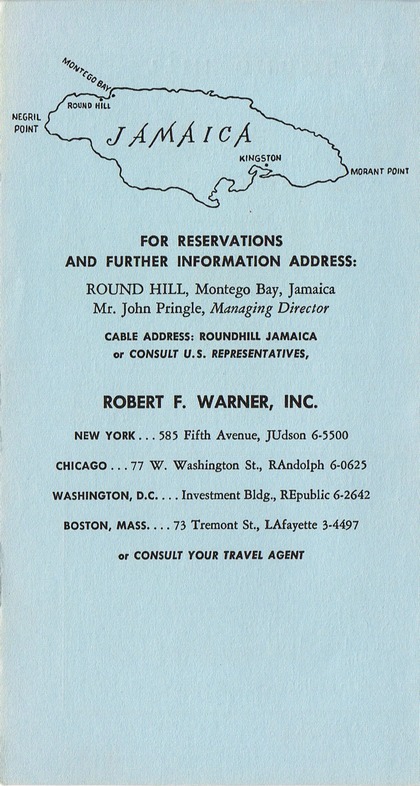 MONTEGO BAY
ROUND HILL
NEGRIL
POINT
JAMAICA
KINGSTON
MORANT POINT
FOR RESERVATIONS
AND FURTHER INFORMATION ADDRESS:
ROUND HILL, Montego Bay, Jamaica
Mr. John Pringle, Managing Director
CABLE ADDRESS: ROUNDHILL JAMAICA
or CONSULT U.S. REPRESENTATIVES,
ROBERT F. WARNER, INC.
NEW YORK . . . 585 Fifth Avenue, JUdson 6-5500
CHICAGO . . . 77 W. Washington St., RAndolph 6-0625
WASHINGTON, D.C. . . . Investment Bldg., REpublic 6-2642
BOSTON, MASS. . . . 73 Tremont St., LAfayette 3-4497
or CONSULT YOUR TRAVEL AGENT